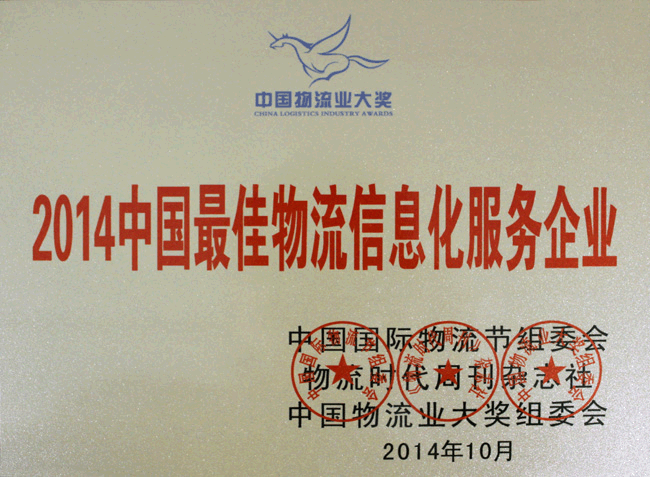 中国物流业大奖
CHINA LOGISTICS INDUSTRY AWARDS
2014中国最佳物流信息化服务企业
中国国际物流节组委会
物流时代周刊杂志社
中国物流业大奖组委会
2014年10月